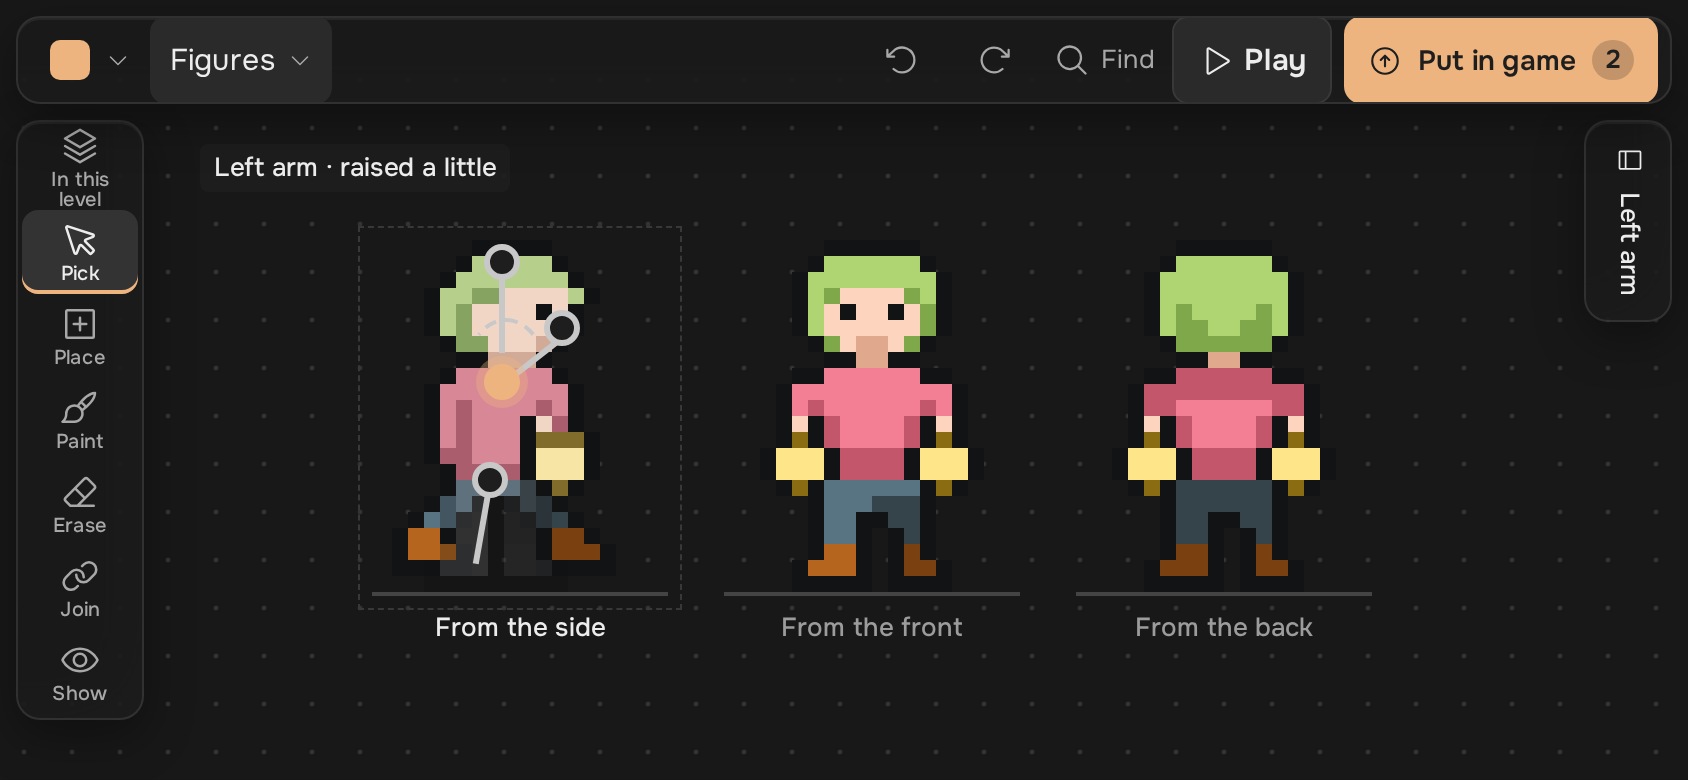 Figures
Find
Play
Put in game 2
In this
level
Pick
Place
Paint
Erase
Join
Show
Left arm · raised a little
From the side
From the front
From the back
Left arm